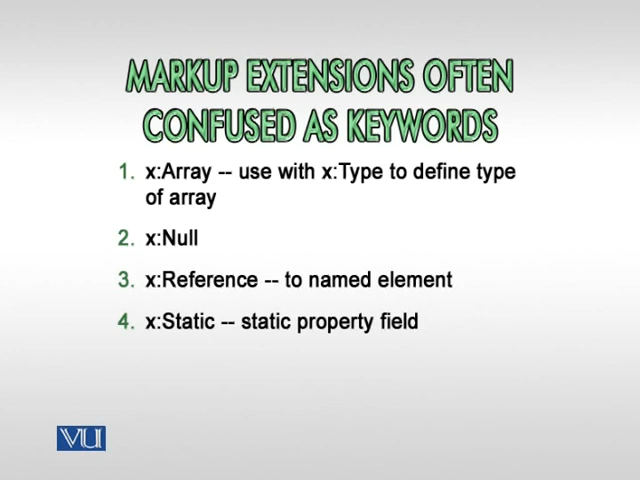 MARKUP EXTENSIONS OFTEN
CONFUSED AS KEYWORDS
1. x:Array -- use with x:Type to define type
of array
2. x:Null
3. x:Reference -- to named element
4. x:Static -- static property field
VU